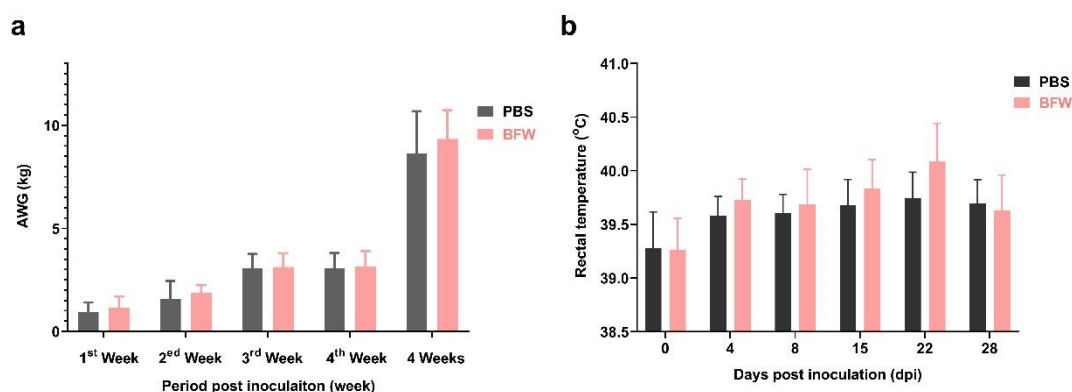 a
AWG (kg)
10
5
0
1st Week 2ed Week 3rd Week 4th Week 4 Weeks
Period post inoculaiton (week)
PBS
BFW
b
Rectal temperature (°C)
41.0
40.5
40.0
39.5
39.0
38.5
0 4 8 15 22 28
Days post inoculation (dpi)
PBS
BFW